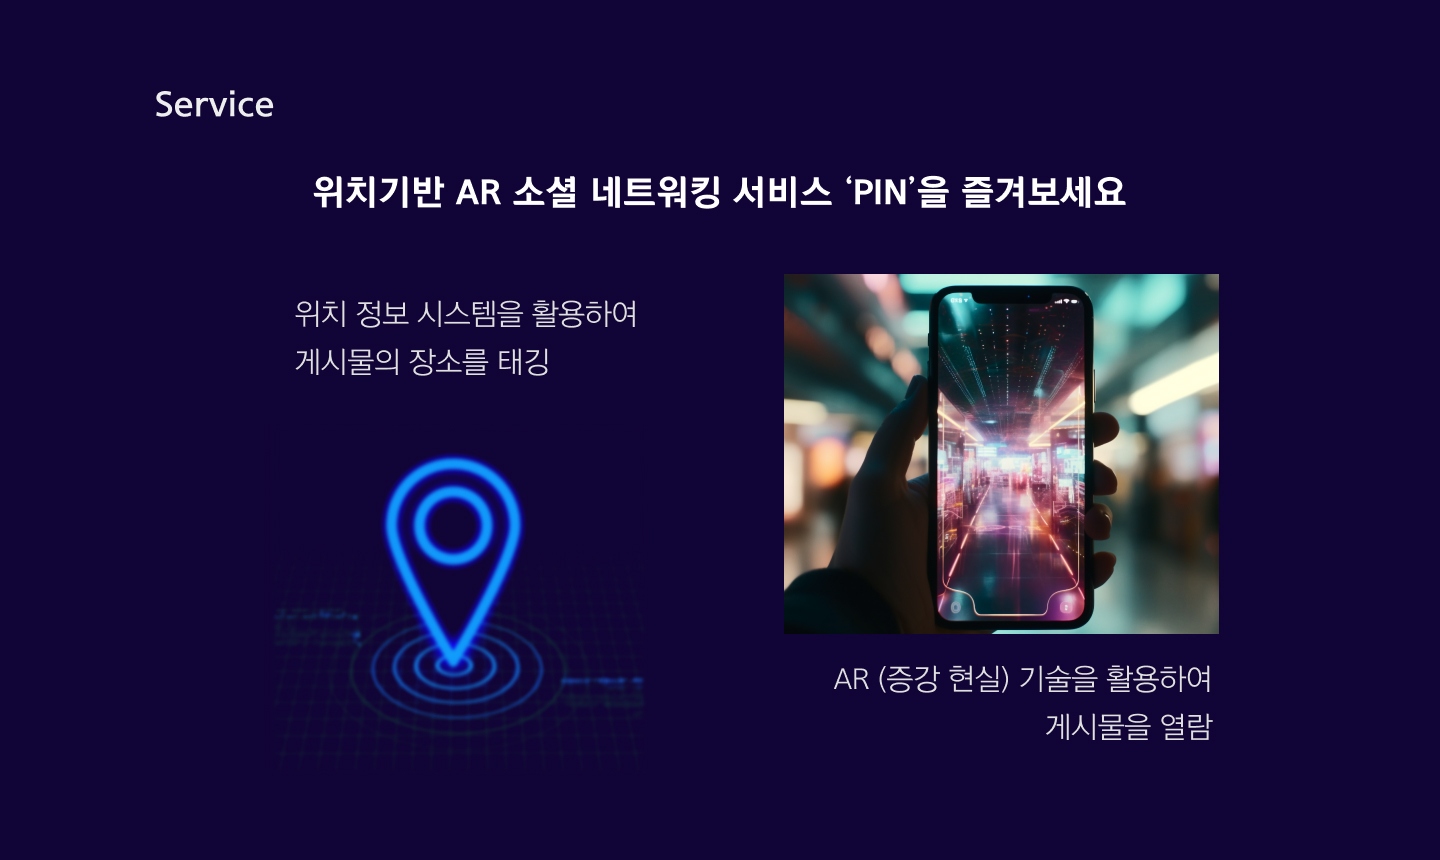 Service
위치기반 AR 소셜 네트워킹 서비스 ‘PIN’을 즐겨보세요
위치 정보 시스템을 활용하여
게시물의 장소를 태깅
AR (증강 현실) 기술을 활용하여
게시물을 열람